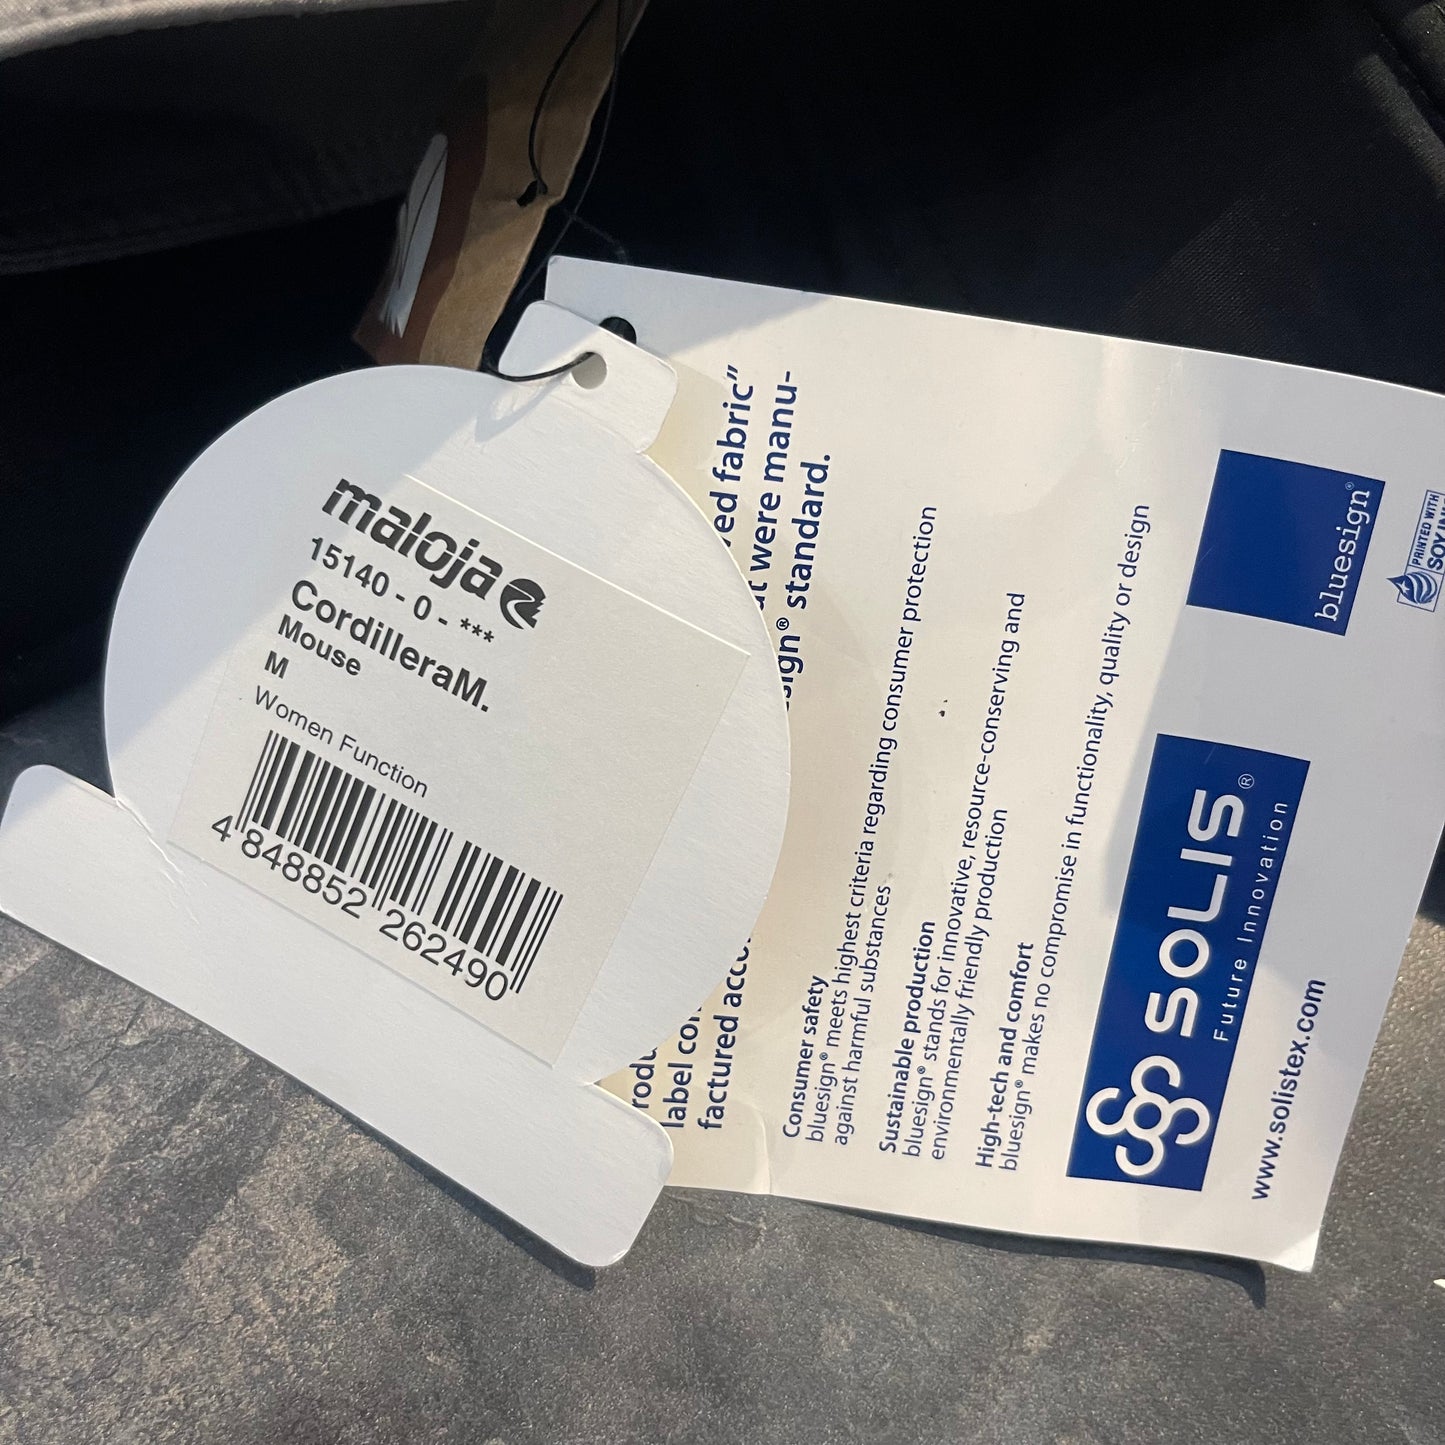 maloja
15140 - 0 - ***
CordilleraM.
Mouse
M
Women Function
4 848852 262490
ed fabric"
were manu-
label
factured
standard.
Consumer safety
bluesign® meets highest criteria regarding consumer protection
against harmful substances
Sustainable production
bluesign® stands for innovative, resource-conserving and
environmentally friendly production
High-tech and comfort
bluesign® makes no compromise in functionality, quality or design
SOLIS®
Future Innovation
www.solistex.com
bluesign®
PRINTED WITH
SOY